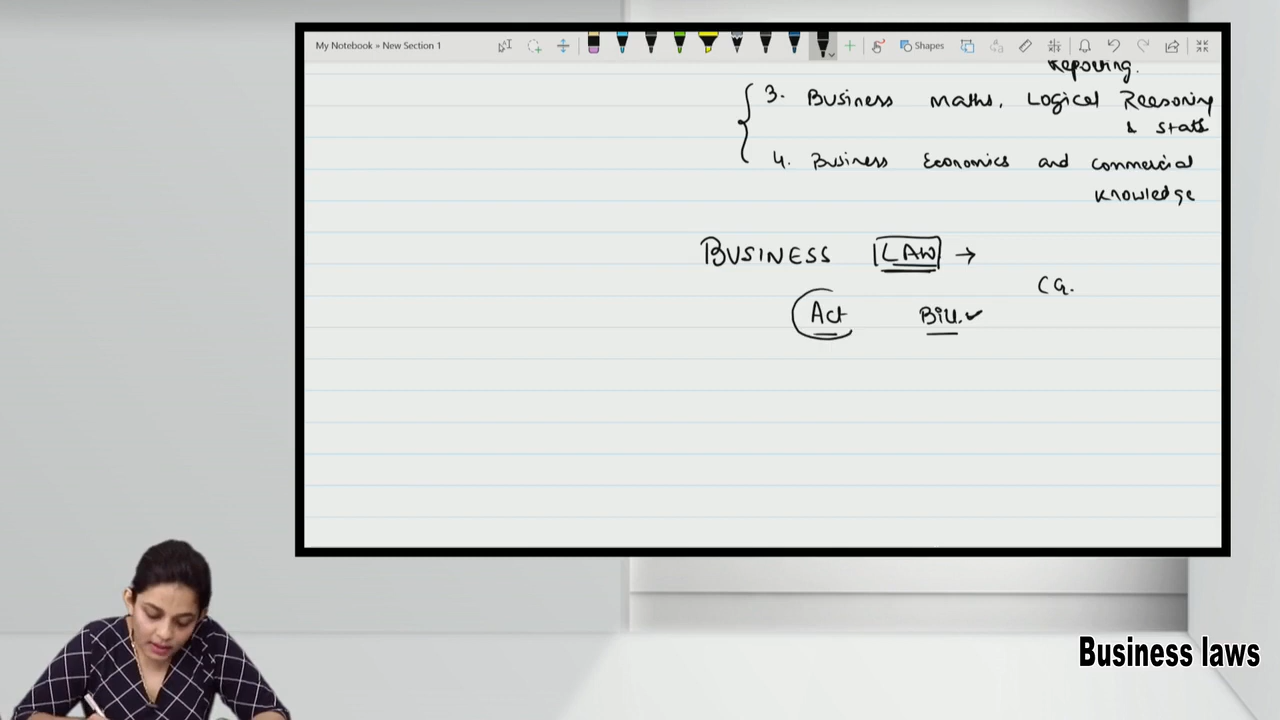 My Notebook » New Section 1
Shapes
Reporting.
3. Business maths, Logical Reasoning
& stats
4. Business Economics and commercial
knowledge
BUSINESS LAW →
CG.
Act Bill. ✓
Business laws